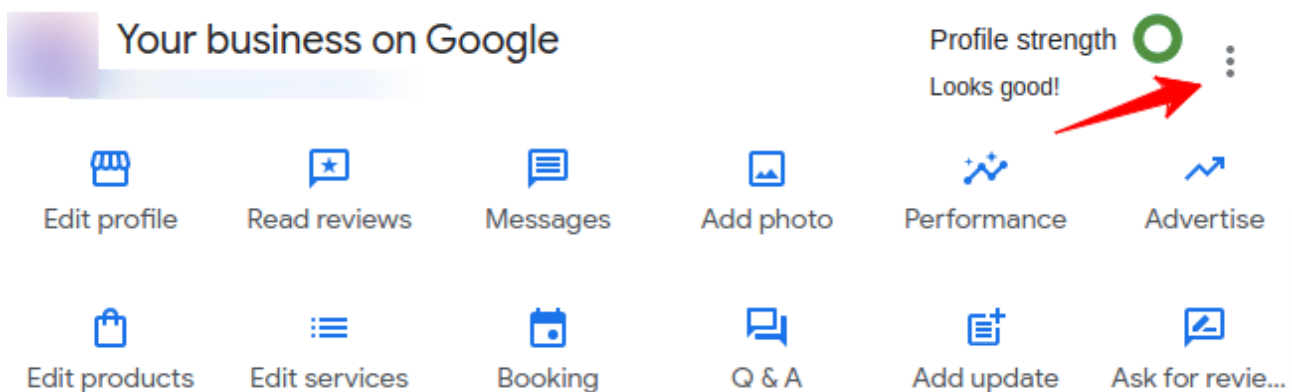 Your business on Google
Profile strength
Looks good!
Edit profile
Read reviews
Messages
Add photo
Performance
Advertise
Edit products
Edit services
Booking
Q & A
Add update
Ask for revie...